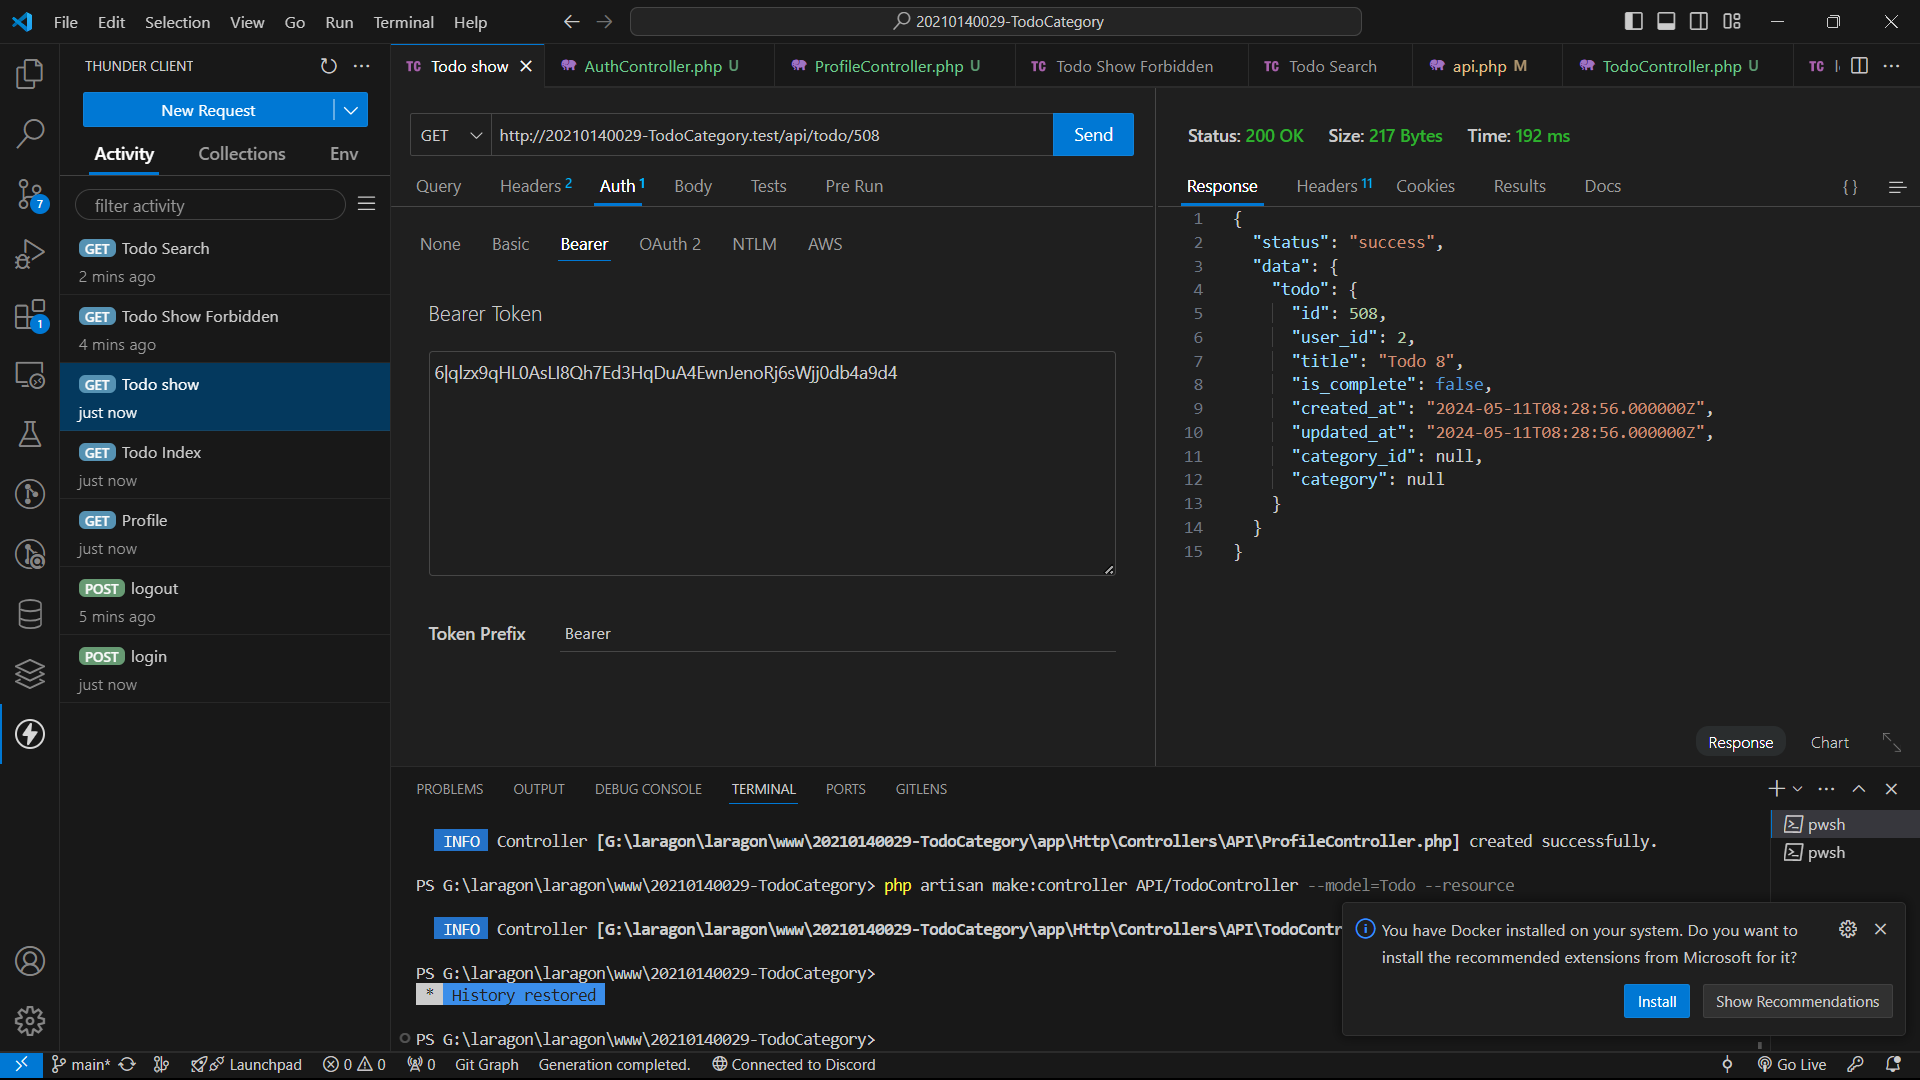 File Edit Selection View Go Run Terminal Help
20210140029-TodoCategory
THUNDER CLIENT
New Request
Activity Collections Env
filter activity
GET Todo Search
2 mins ago
GET Todo Show Forbidden
4 mins ago
GET Todo show
just now
GET Todo Index
just now
GET Profile
just now
POST logout
5 mins ago
POST login
just now
7
1
TC Todo show
AuthController.php U
ProfileController.php U
TC Todo Show Forbidden
TC Todo Search
api.php M
TodoController.php U
TC
GET http://20210140029-TodoCategory.test/api/todo/508 Send
Query Headers 2 Auth 1 Body Tests Pre Run
None Basic Bearer OAuth 2 NTLM AWS
Bearer Token
6|qlzx9qHL0AsLI8Qh7Ed3HqDuA4EwnJenoRj6sWjj0db4a9d4
Token Prefix Bearer
Status: 200 OK Size: 217 Bytes Time: 192 ms
Response Headers 11 Cookies Results Docs {}
1 {
2 "status": "success",
3 "data": {
4 "todo": {
5 "id": 508,
6 "user_id": 2,
7 "title": "Todo 8",
8 "is_complete": false,
9 "created_at": "2024-05-11T08:28:56.000000Z",
10 "updated_at": "2024-05-11T08:28:56.000000Z",
11 "category_id": null,
12 "category": null
13 }
14 }
15 }
Response Chart
PROBLEMS OUTPUT DEBUG CONSOLE TERMINAL PORTS GITLENS
INFO Controller [G:\laragon\laragon\www\20210140029-TodoCategory\app\Http\Controllers\API\ProfileController.php] created successfully.
PS G:\laragon\laragon\www\20210140029-TodoCategory> php artisan make:controller API/TodoController --model=Todo --resource
INFO Controller [G:\laragon\laragon\www\20210140029-TodoCategory\app\Http\Controllers\API\TodoContr
PS G:\laragon\laragon\www\20210140029-TodoCategory>
* History restored
PS G:\laragon\laragon\www\20210140029-TodoCategory>
pwsh
pwsh
You have Docker installed on your system. Do you want to
install the recommended extensions from Microsoft for it?
Install Show Recommendations
main* Launchpad 0 0 0 Git Graph Generation completed. Connected to Discord Go Live